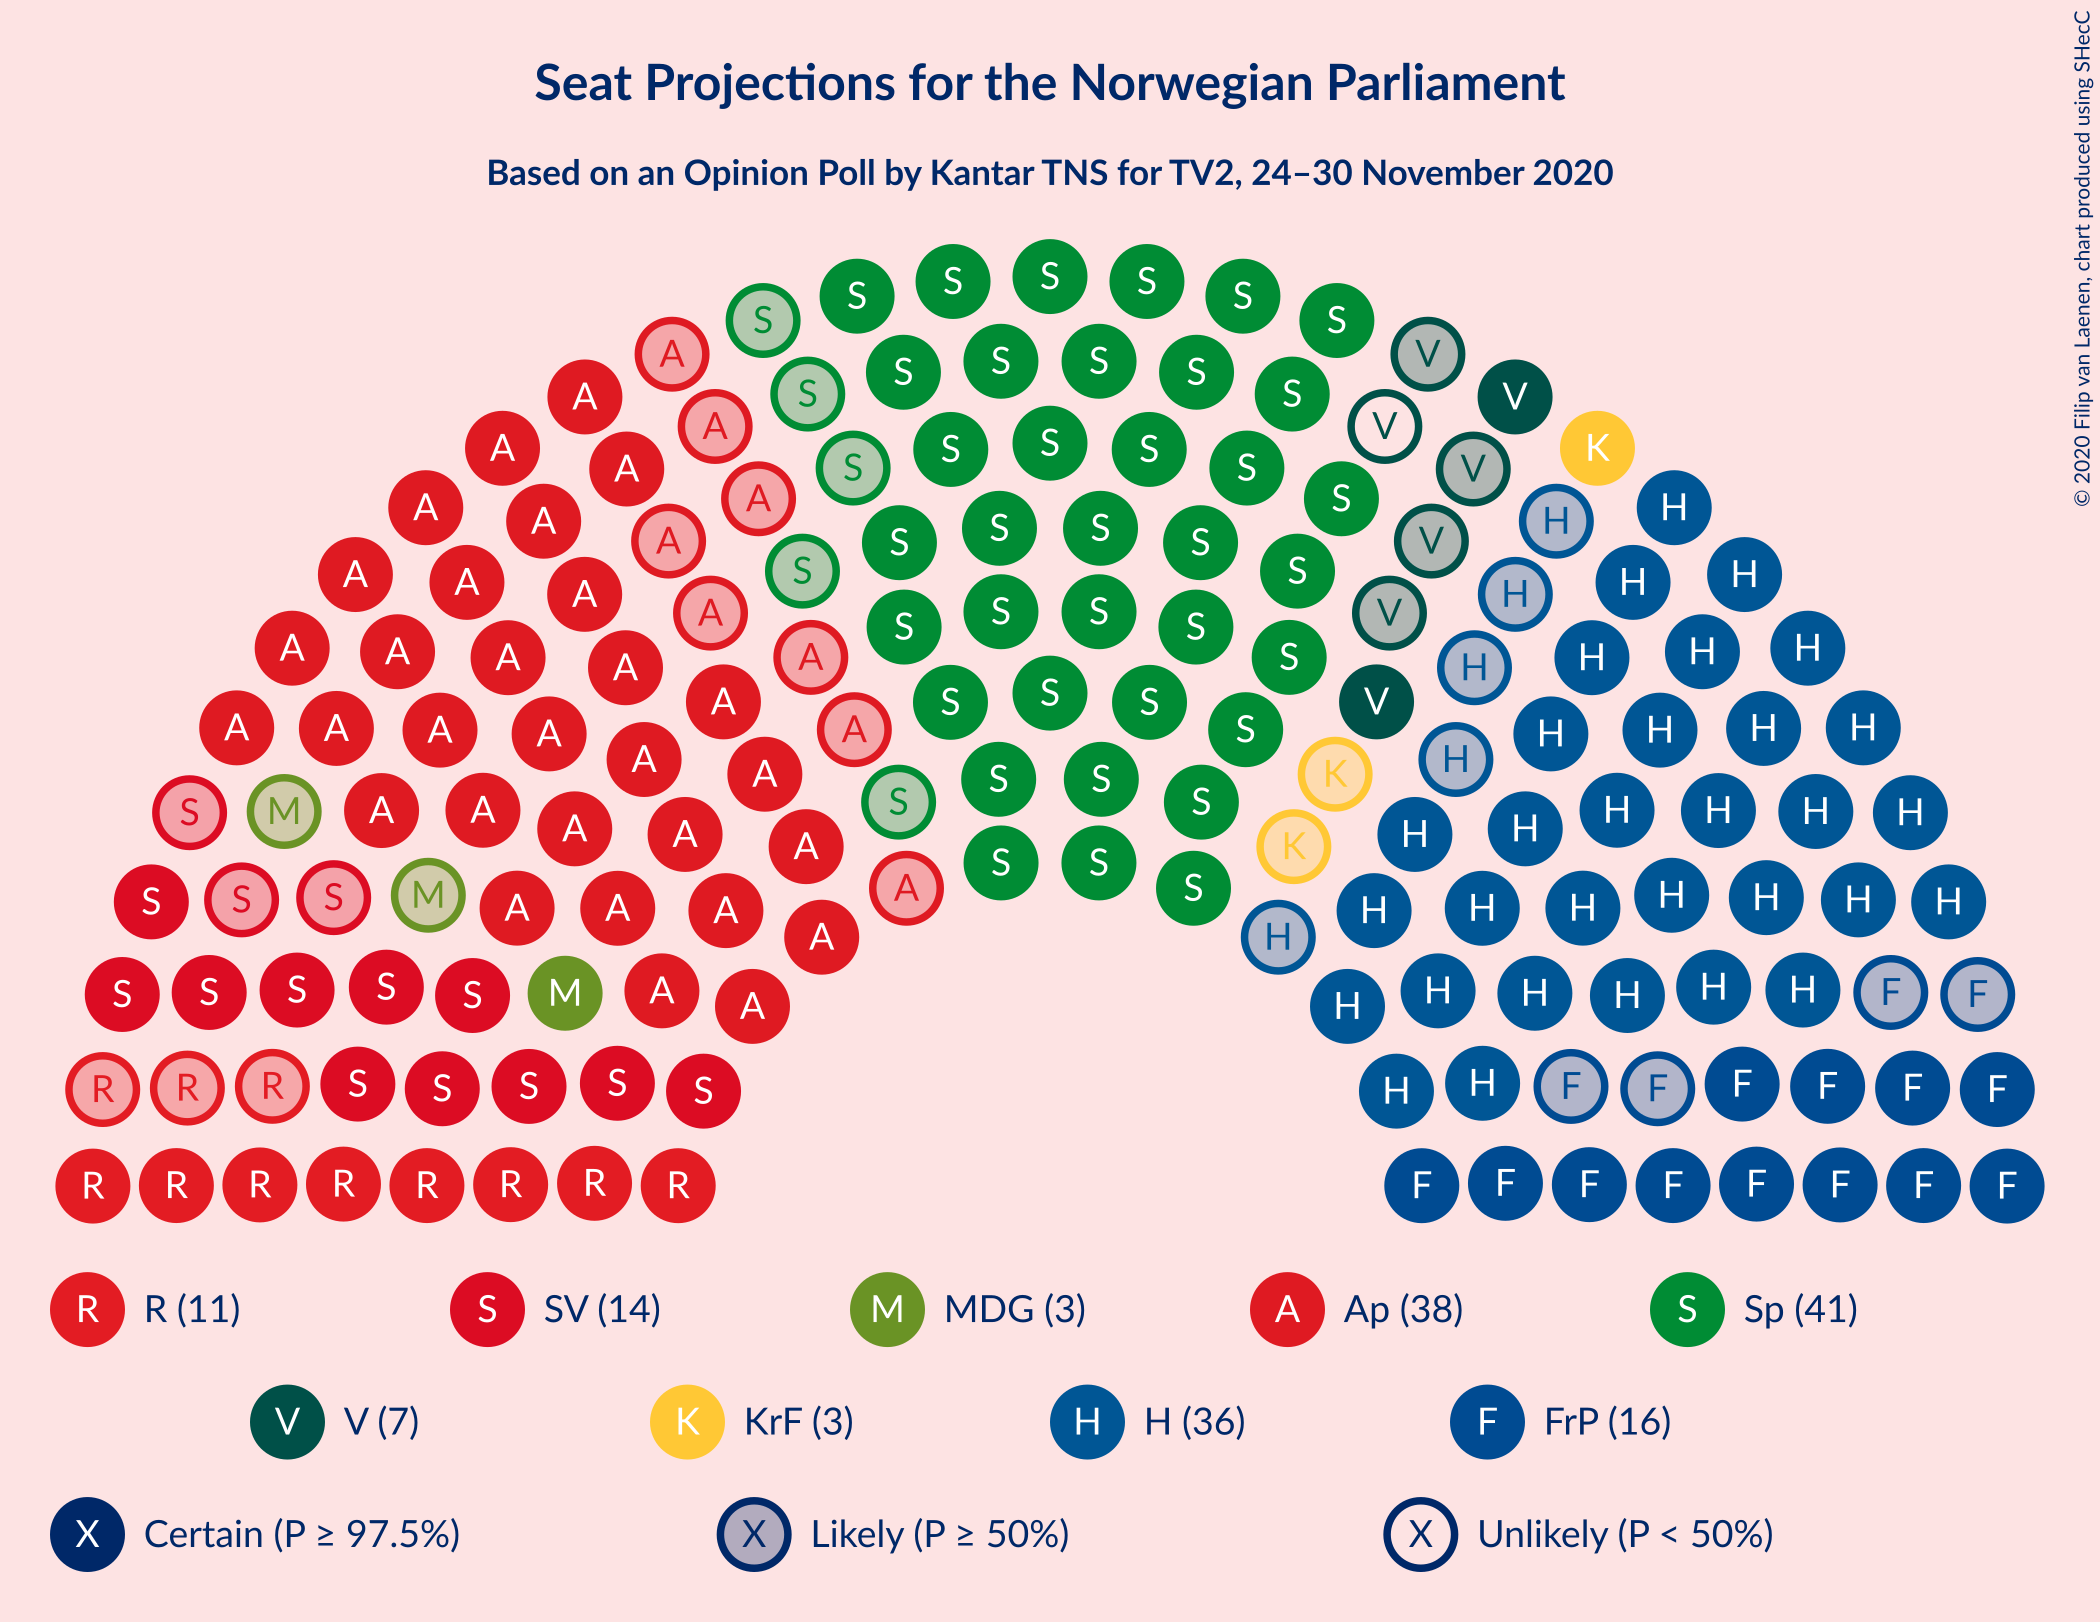 Seat Projections for the Norwegian Parliament
Based on an Opinion Poll by Kantar TNS for TV2, 24–30 November 2020
© 2020 Filip van Laenen, chart produced using SHecC
S S S S S
S S
A S S S S V
A S S V
A A S S S V K
A S S V
A A A S S S H H
A S S V
A A A S S H H H
A S S S S V
A A A A A S H H H H
A S S S V
A A A A A S H H H H
A A S S K H
S M A A A A A S S K H H H H H H
S S S M A A A A S S S H H H H H H H
A H
S S S S S M A A H H H H H H F F
R R R S S S S S H H F F F F F F
R R R R R R R R F F F F F F F F
R R (11) S SV (14) M MDG (3) A Ap (38) S Sp (41)
V V (7) K KrF (3) H H (36) F FrP (16)
X Certain (P ≥ 97.5%) X Likely (P ≥ 50%) X Unlikely (P < 50%)